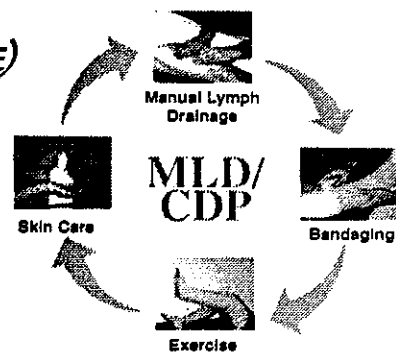 Manual Lymph
Drainage
MLD/
CDP
Skin Care
Bandaging
Exercise